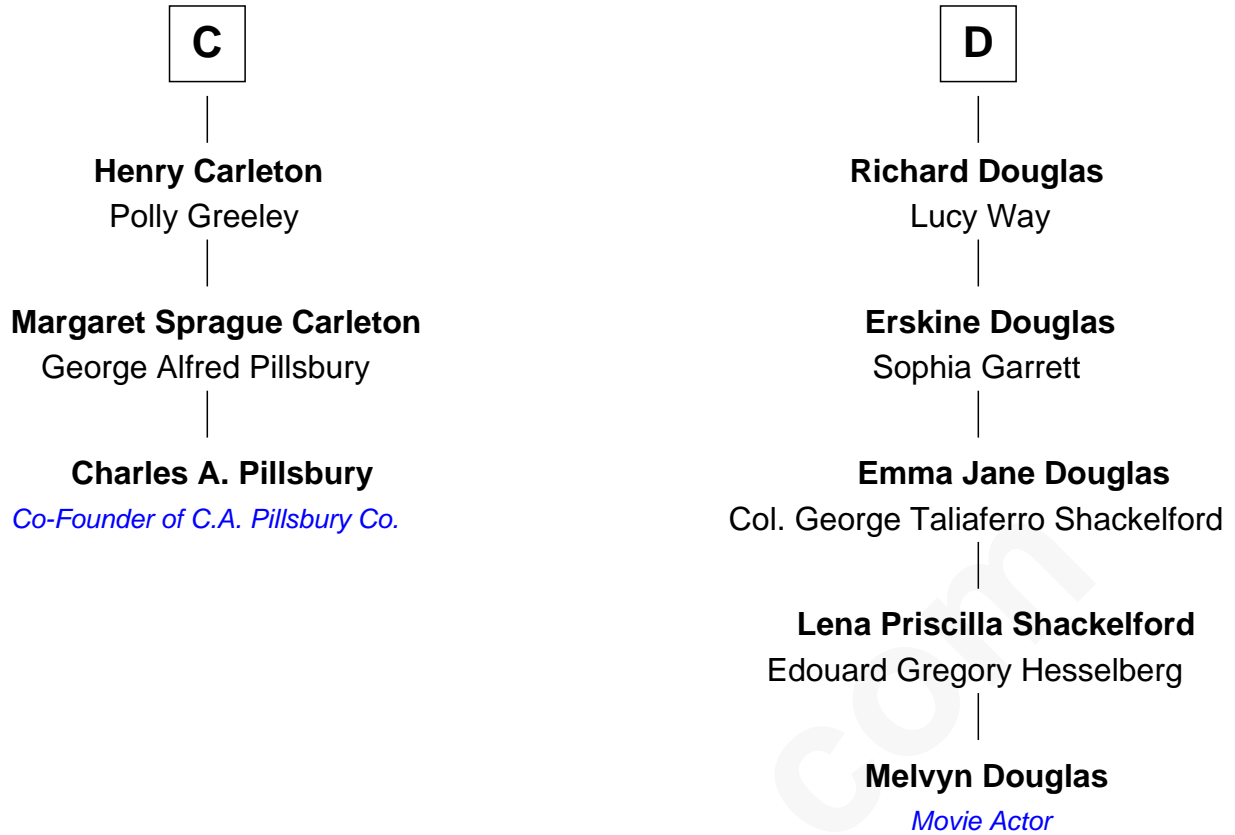 C
Henry Carleton
Polly Greeley
Margaret Sprague Carleton
George Alfred Pillsbury
Charles A. Pillsbury
Co-Founder of C.A. Pillsbury Co.
D
Richard Douglas
Lucy Way
Erskine Douglas
Sophia Garrett
Emma Jane Douglas
Col. George Taliaferro Shackelford
Lena Priscilla Shackelford
Edouard Gregory Hesselberg
Melvyn Douglas
Movie Actor
com